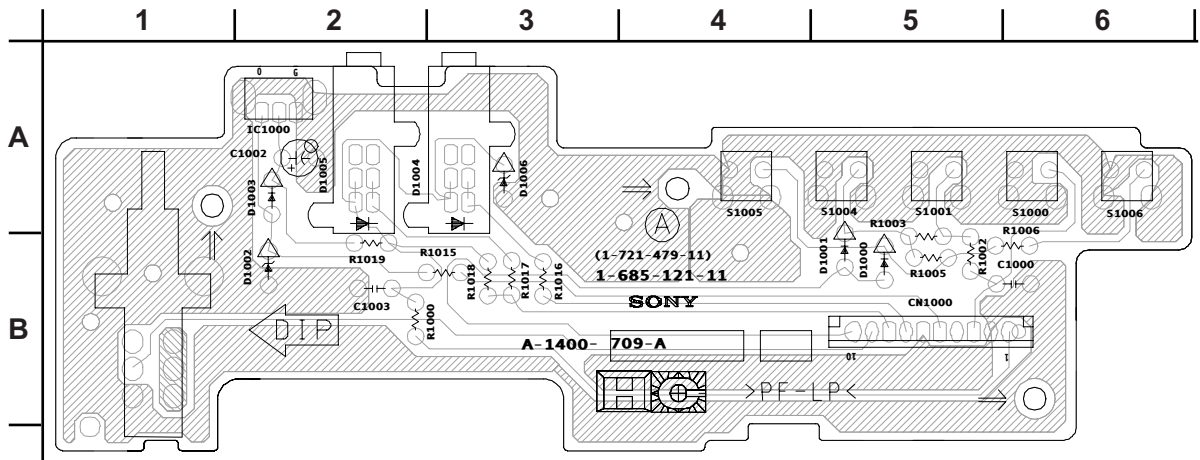 1 2 3 4 5 6
A
0 5
IC1000
C1002
+
D1005
D1004
D1006
D1003
S1005
S1004
S1001
S1000
S1006
A
R1003
R1006
D1002
R1019
R1015
(1-721-479-11)
D1001
D1000
R1002
R1005
C1000
1-685-121-11
R1018
R1017
R1016
C1003
SONY
CN1000
R1000
B
DIP
A-1400- 709-A
10
1
H
C
>PF-LP<